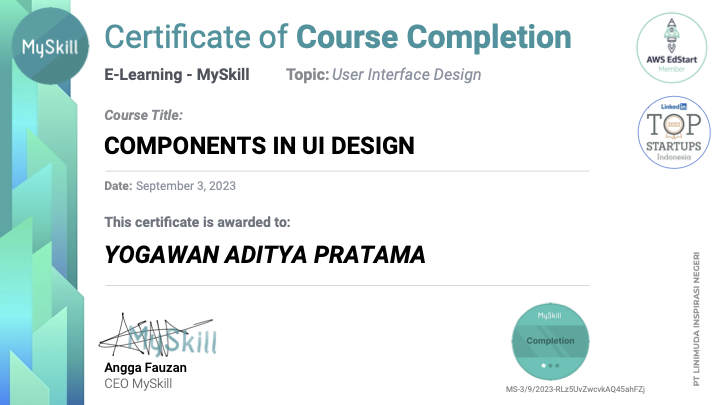 MySkill
Certificate of Course Completion
E-Learning - MySkill Topic: User Interface Design
Course Title:
COMPONENTS IN UI DESIGN
Date: September 3, 2023
This certificate is awarded to:
YOGAWAN ADITYA PRATAMA
MySkill
Angga Fauzan
CEO MySkill
MySkill
Completion
MS-3/9/2023-RLz5UvZwcvkAQ45ahFZj
AWS EdStart
Member
LinkedIn
TOP
2022
STARTUPS
Indonesia
PT LINIMUDA INSPIRASI NEGERI